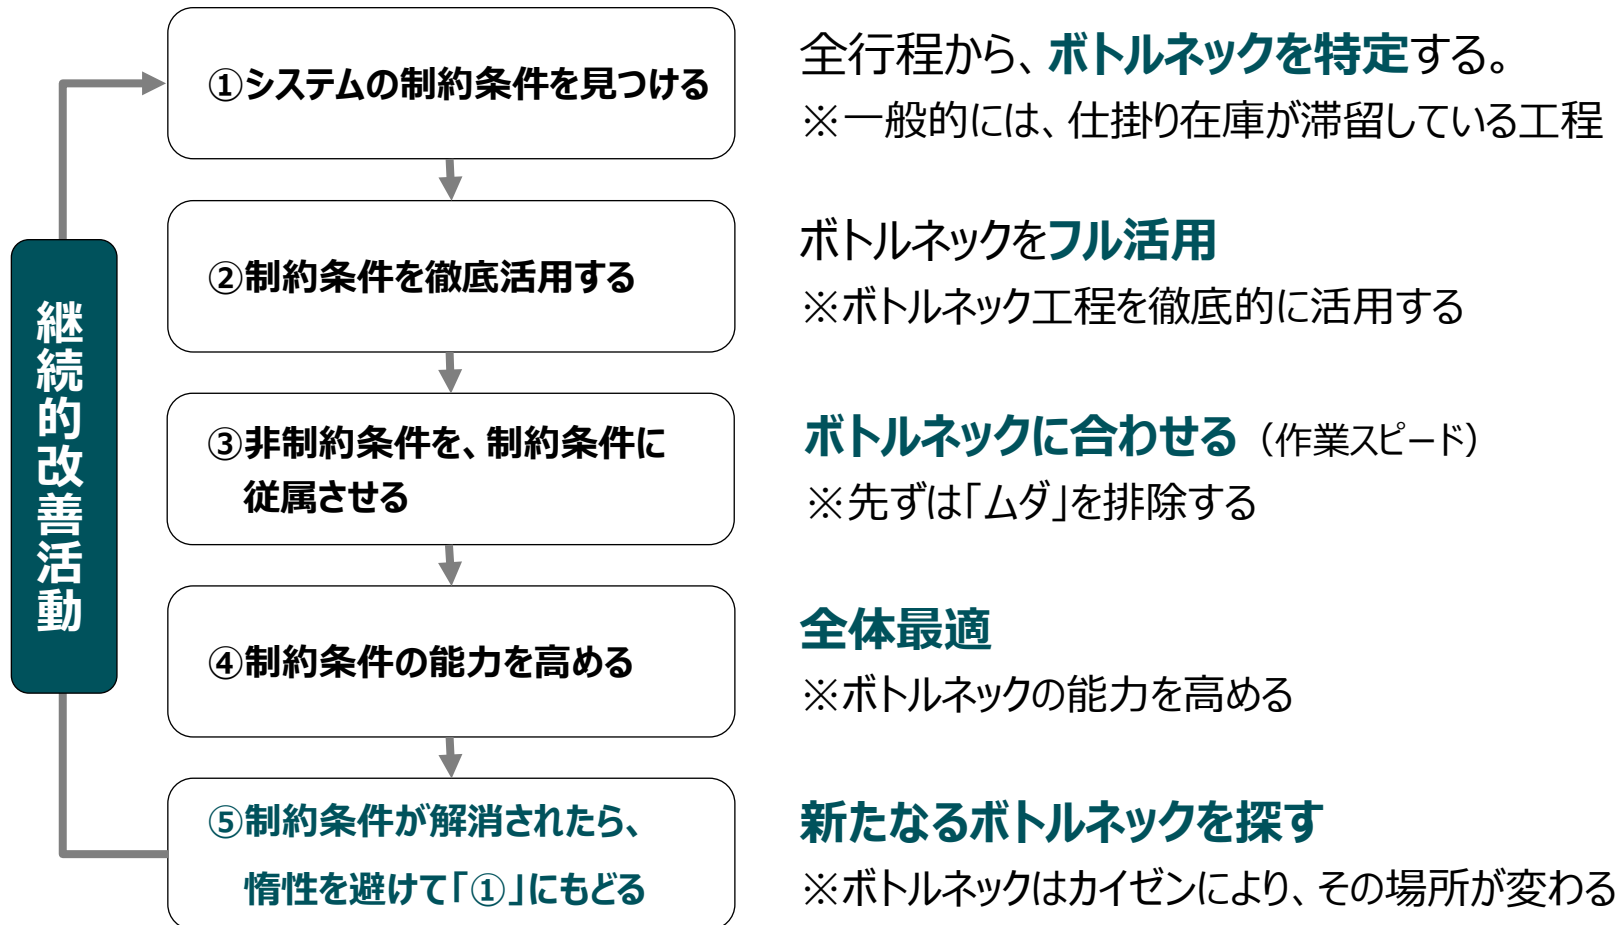 継続的改善活動
①システムの制約条件を見つける
全行程から、ボトルネックを特定する。
※一般的には、仕掛り在庫が滞留している工程
②制約条件を徹底活用する
ボトルネックをフル活用
※ボトルネック工程を徹底的に活用する
③非制約条件を、制約条件に
従属させる
ボトルネックに合わせる（作業スピード）
※先ずは「ムダ」を排除する
④制約条件の能力を高める
全体最適
※ボトルネックの能力を高める
⑤制約条件が解消されたら、
惰性を避けて「①」にもどる
新たなるボトルネックを探す
※ボトルネックはカイゼンにより、その場所が変わる